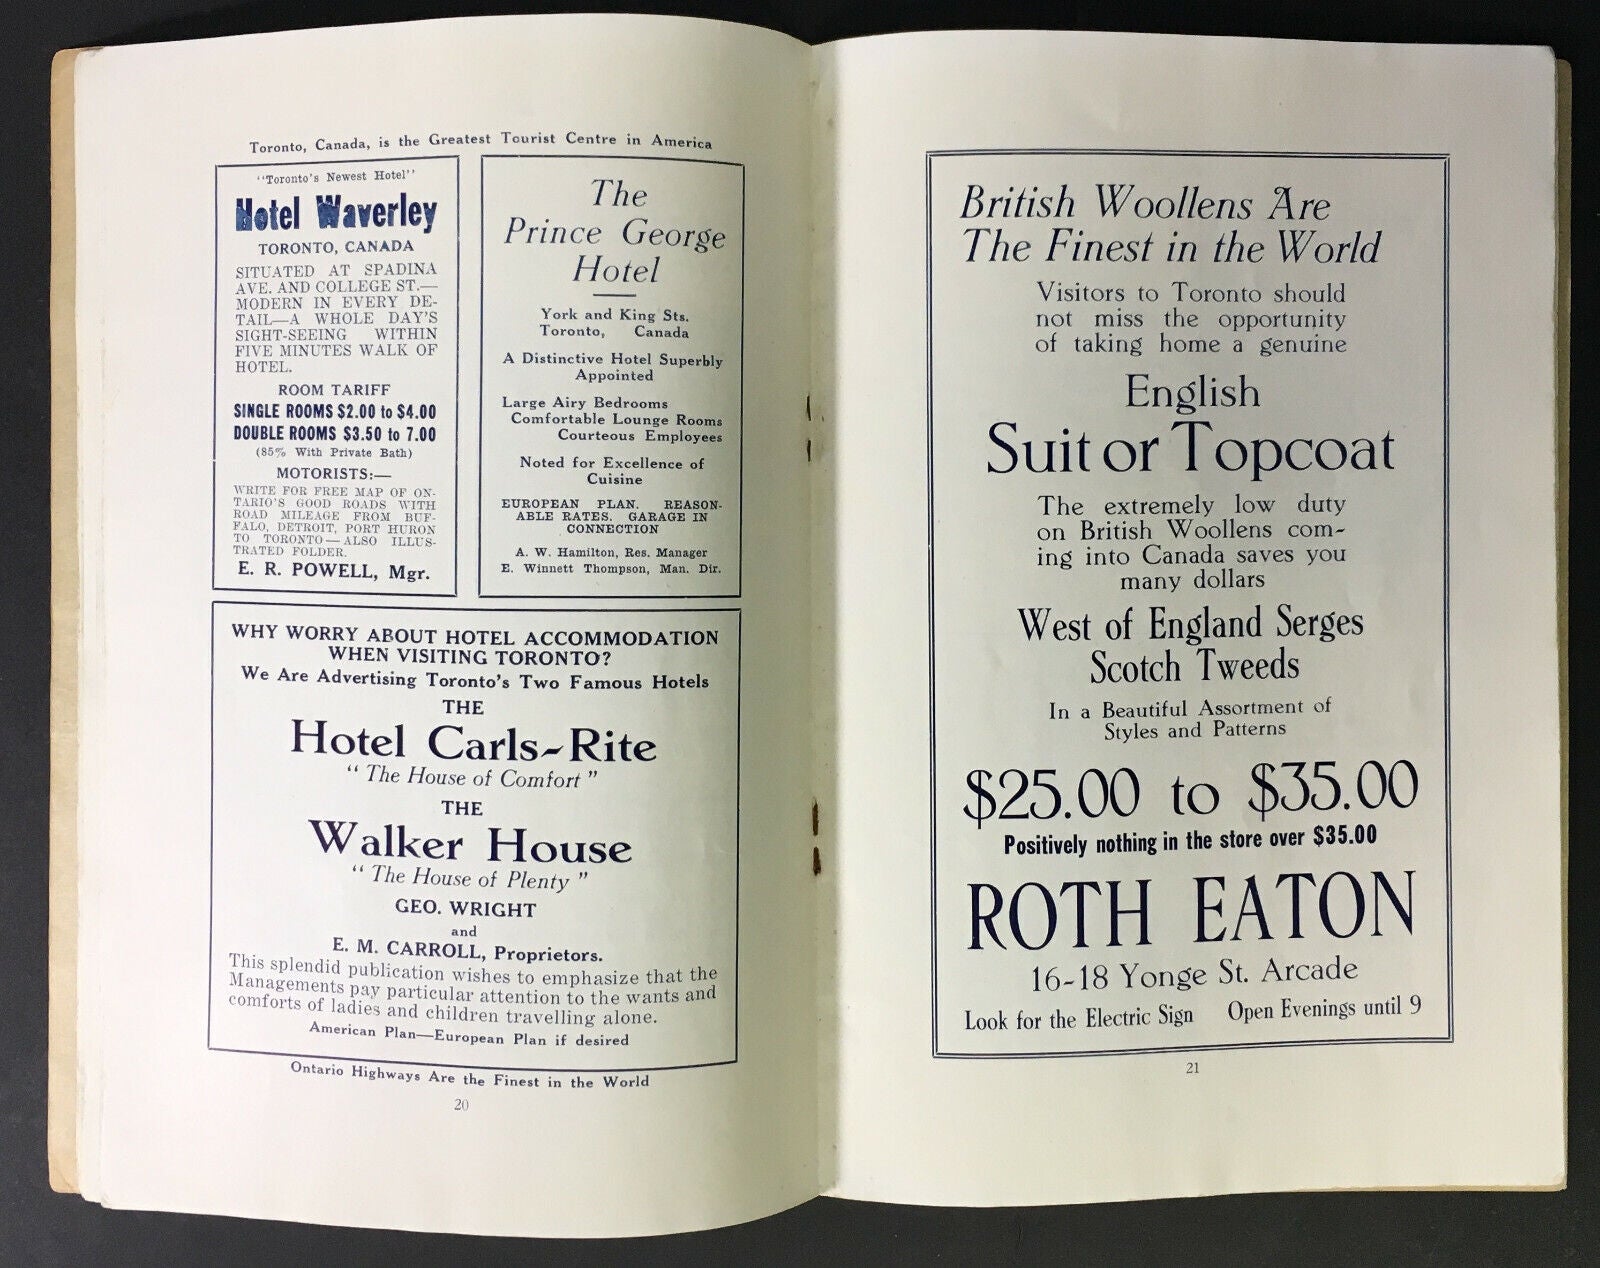 Toronto, Canada, is the Greatest Tourist Centre in America
"Toronto's Newest Hotel"
Hotel Waverley
TORONTO, CANADA
SITUATED AT SPADINA
AVE. AND COLLEGE ST.—
MODERN IN EVERY DE-
TAIL—A WHOLE DAY'S
SIGHT-SEEING WITHIN
FIVE MINUTES WALK OF
HOTEL.
ROOM TARIFF
SINGLE ROOMS $2.00 to $4.00
DOUBLE ROOMS $3.50 to 7.00
(85% With Private Bath)
MOTORISTS:—
WRITE FOR FREE MAP OF ON-
TARIO'S GOOD ROADS WITH
ROAD MILEAGE FROM BUF-
FALO, DETROIT, PORT HURON
TO TORONTO—ALSO ILLUS-
TRATED FOLDER.
E. R. POWELL, Mgr.
The
Prince George
Hotel
York and King Sts.
Toronto, Canada
A Distinctive Hotel Superbly
Appointed
Large Airy Bedrooms
Comfortable Lounge Rooms
Courteous Employees
Noted for Excellence of
Cuisine
EUROPEAN PLAN. REASON-
ABLE RATES. GARAGE IN
CONNECTION
A. W. Hamilton, Res. Manager
E. Winnett Thompson, Man. Dir.
WHY WORRY ABOUT HOTEL ACCOMMODATION
WHEN VISITING TORONTO?
We Are Advertising Toronto's Two Famous Hotels
THE
Hotel Carls-Rite
"The House of Comfort"
THE
Walker House
"The House of Plenty"
GEO. WRIGHT
and
E. M. CARROLL, Proprietors.
This splendid publication wishes to emphasize that the
Managements pay particular attention to the wants and
comforts of ladies and children travelling alone.
American Plan—European Plan if desired
Ontario Highways Are the Finest in the World
20
British Woollens Are
The Finest in the World
Visitors to Toronto should
not miss the opportunity
of taking home a genuine
English
Suit or Topcoat
The extremely low duty
on British Woollens com-
ing into Canada saves you
many dollars
West of England Serges
Scotch Tweeds
In a Beautiful Assortment of
Styles and Patterns
$25.00 to $35.00
Positively nothing in the store over $35.00
ROTH EATON
16-18 Yonge St. Arcade
Look for the Electric Sign Open Evenings until 9
21